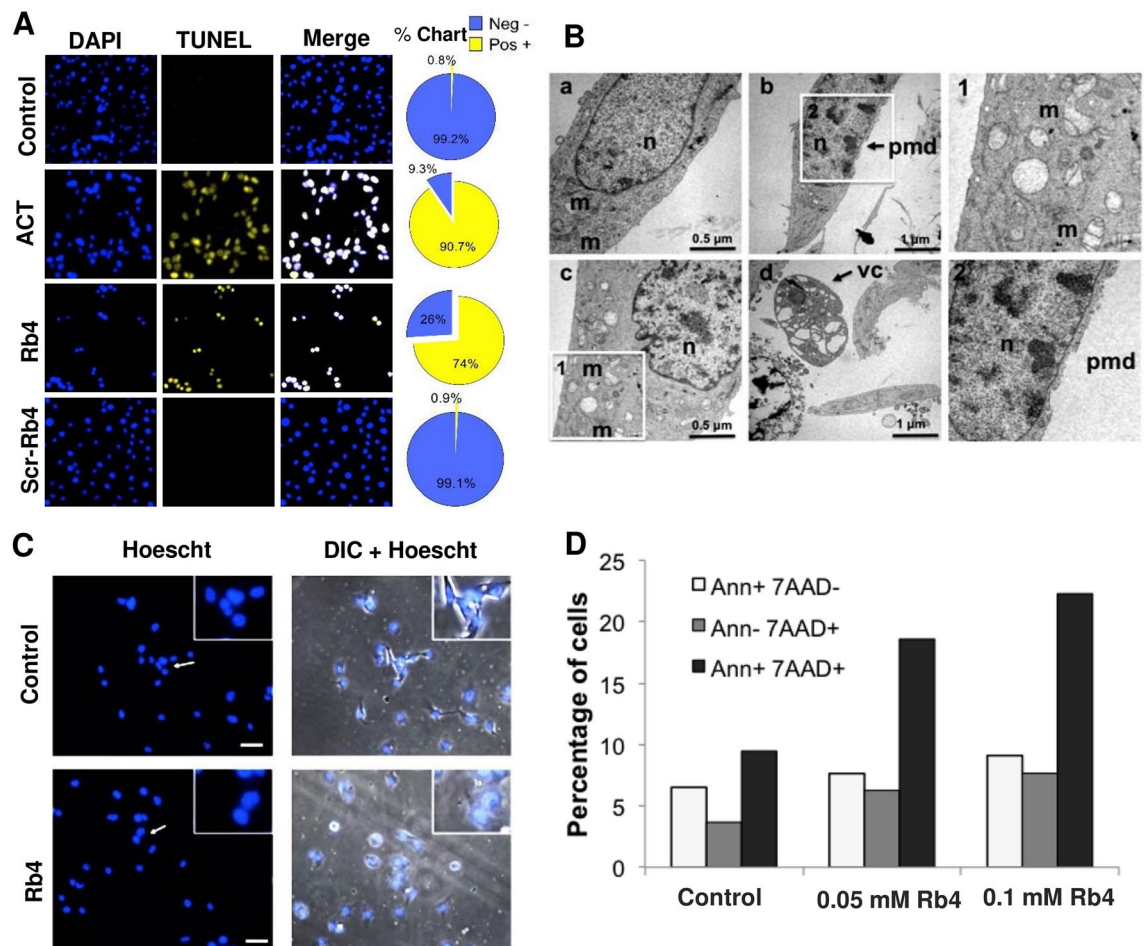 A
DAPI TUNEL Merge % Chart
Neg -
Pos +
Control
0.8%
99.2%
ACT
9.3%
90.7%
Rb4
26%
74%
Scr-Rb4
0.9%
99.1%
B
a
n
m
m
0.5 µm
b
2
n
pmd
1 µm
1
m
m
c
n
1
m
m
0.5 µm
d
vc
1 µm
2
n
pmd
C
Hoescht DIC + Hoescht
Control
Rb4
D
Percentage of cells
25
20
15
10
5
0
Ann+ 7AAD-
Ann- 7AAD+
Ann+ 7AAD+
Control 0.05 mM Rb4 0.1 mM Rb4